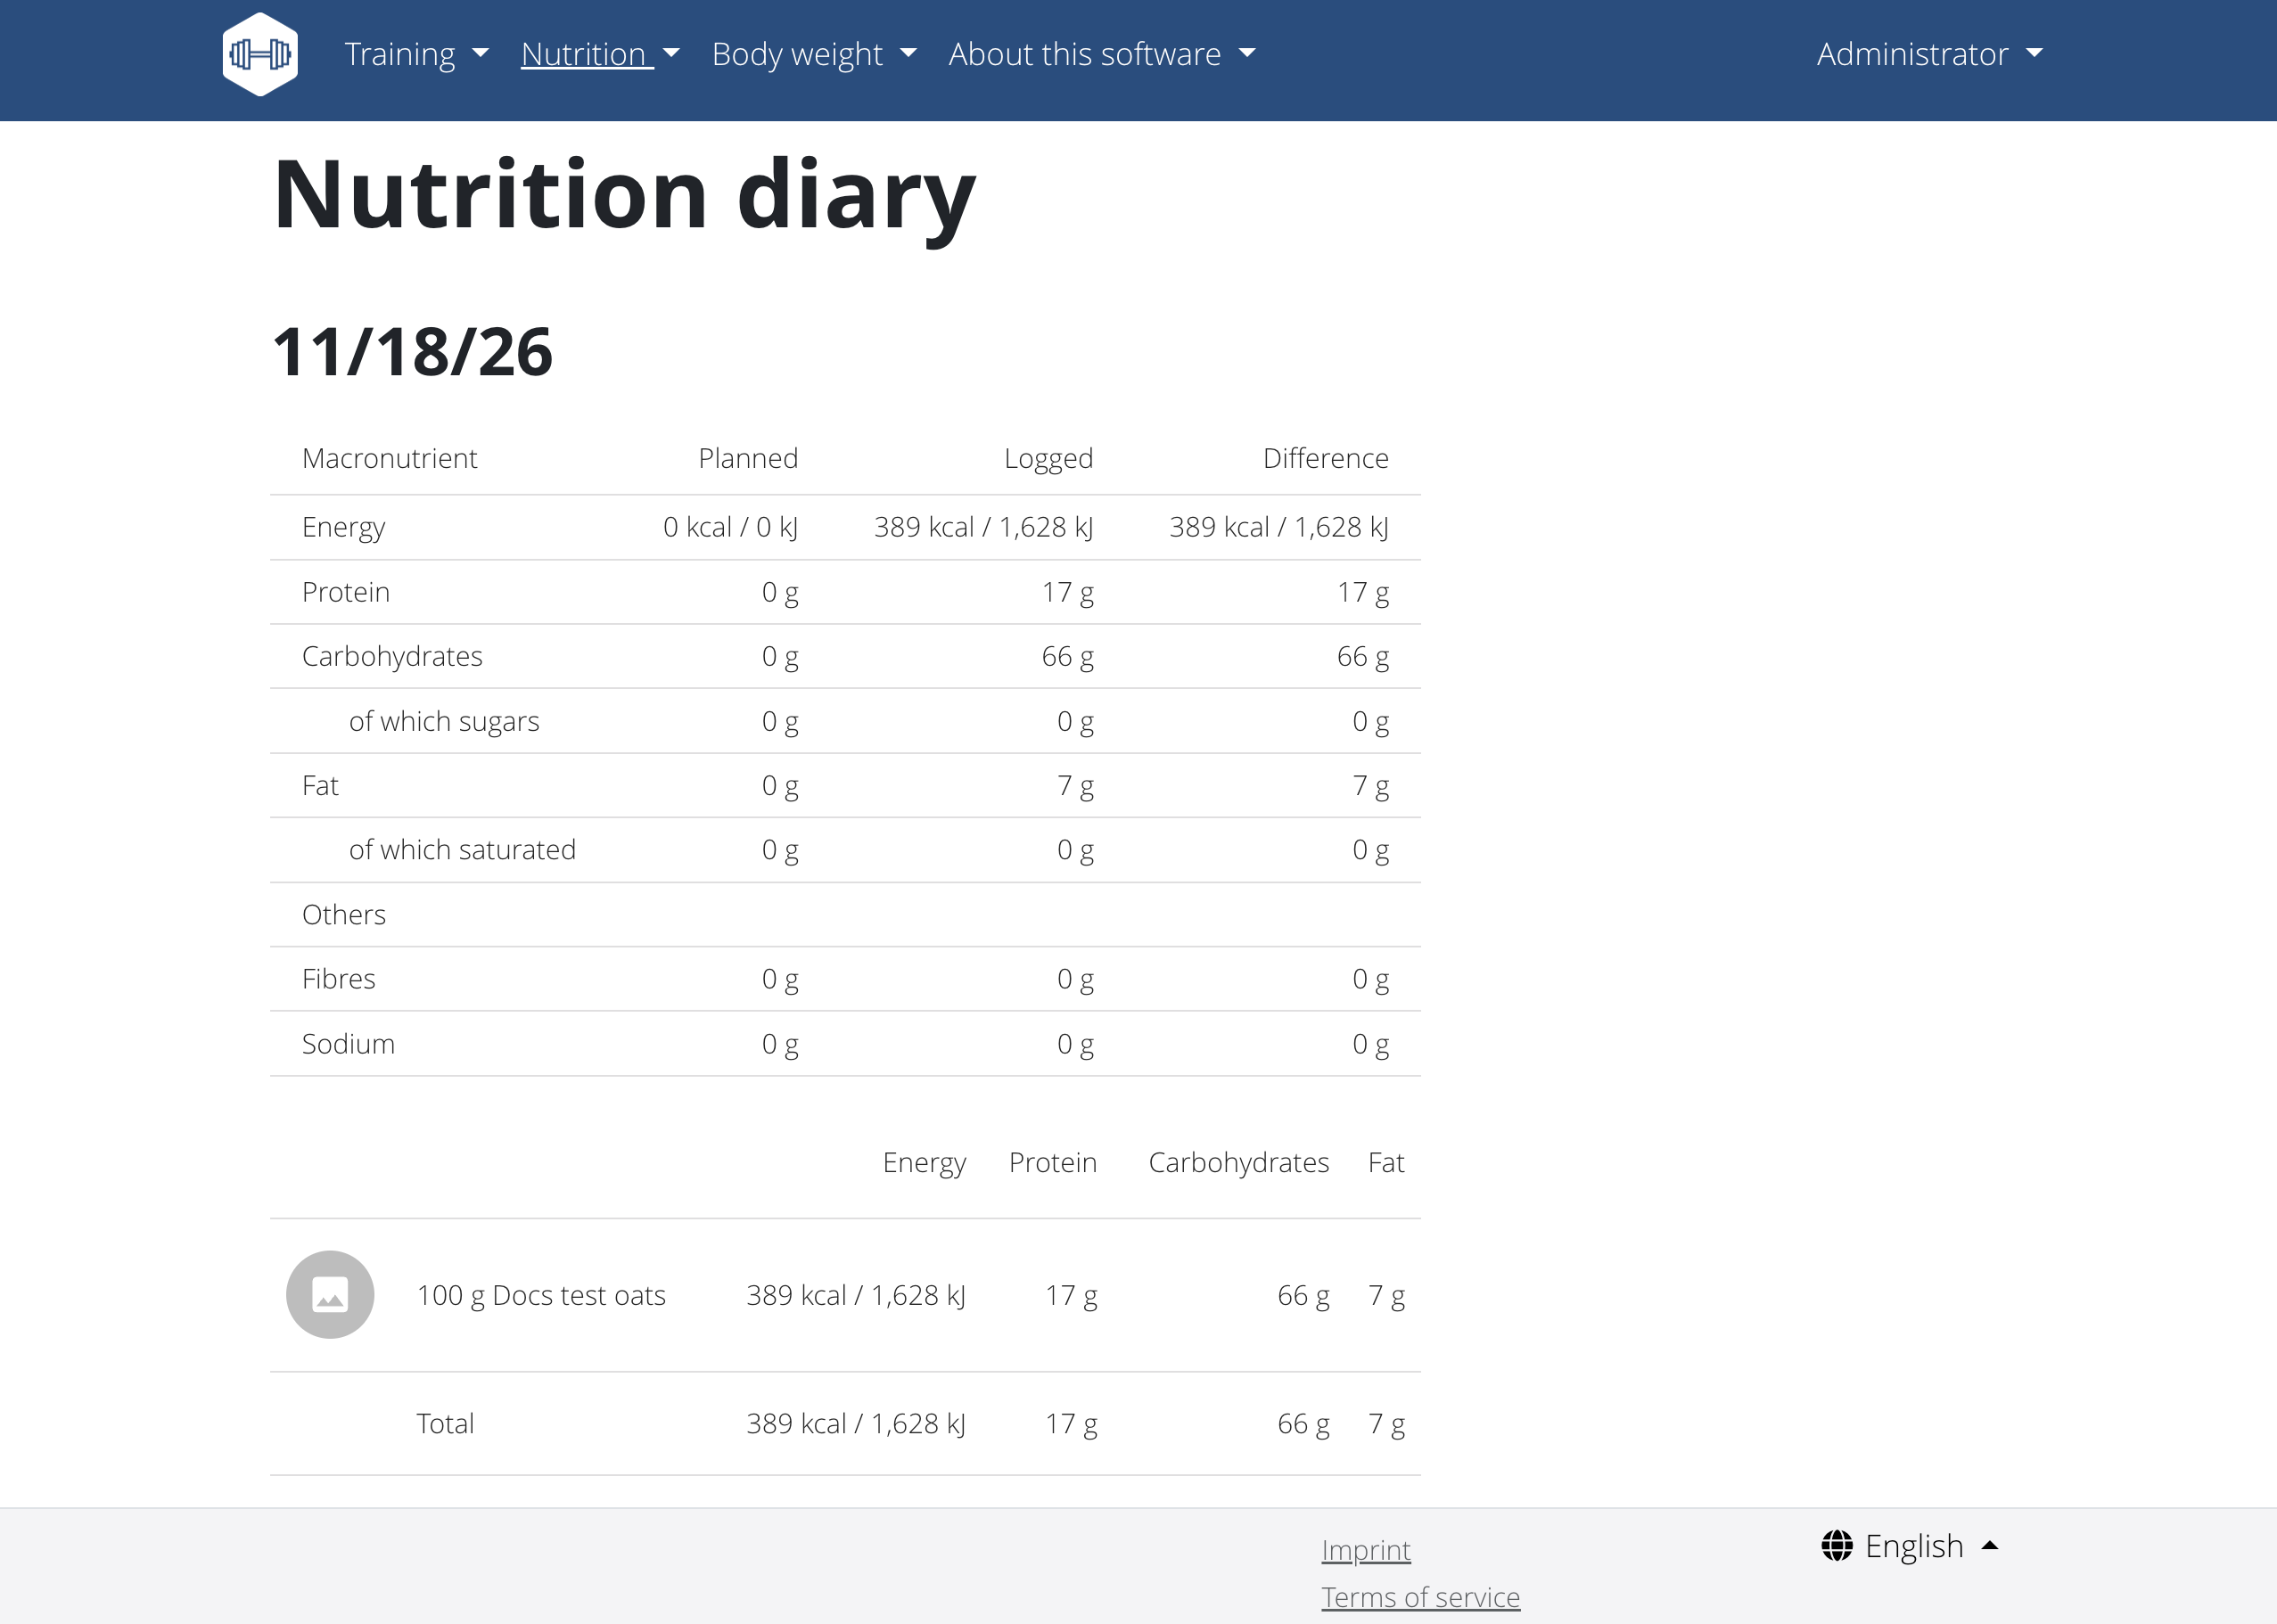 Training Nutrition Body weight About this software Administrator
Nutrition diary
11/18/26
Macronutrient Planned Logged Difference
Energy 0 kcal / 0 kJ 389 kcal / 1,628 kJ 389 kcal / 1,628 kJ
Protein 0 g 17 g 17 g
Carbohydrates 0 g 66 g 66 g
of which sugars 0 g 0 g 0 g
Fat 0 g 7 g 7 g
of which saturated 0 g 0 g 0 g
Others
Fibres 0 g 0 g 0 g
Sodium 0 g 0 g 0 g
Energy Protein Carbohydrates Fat
100 g Docs test oats 389 kcal / 1,628 kJ 17 g 66 g 7 g
Total 389 kcal / 1,628 kJ 17 g 66 g 7 g
Imprint English
Terms of service